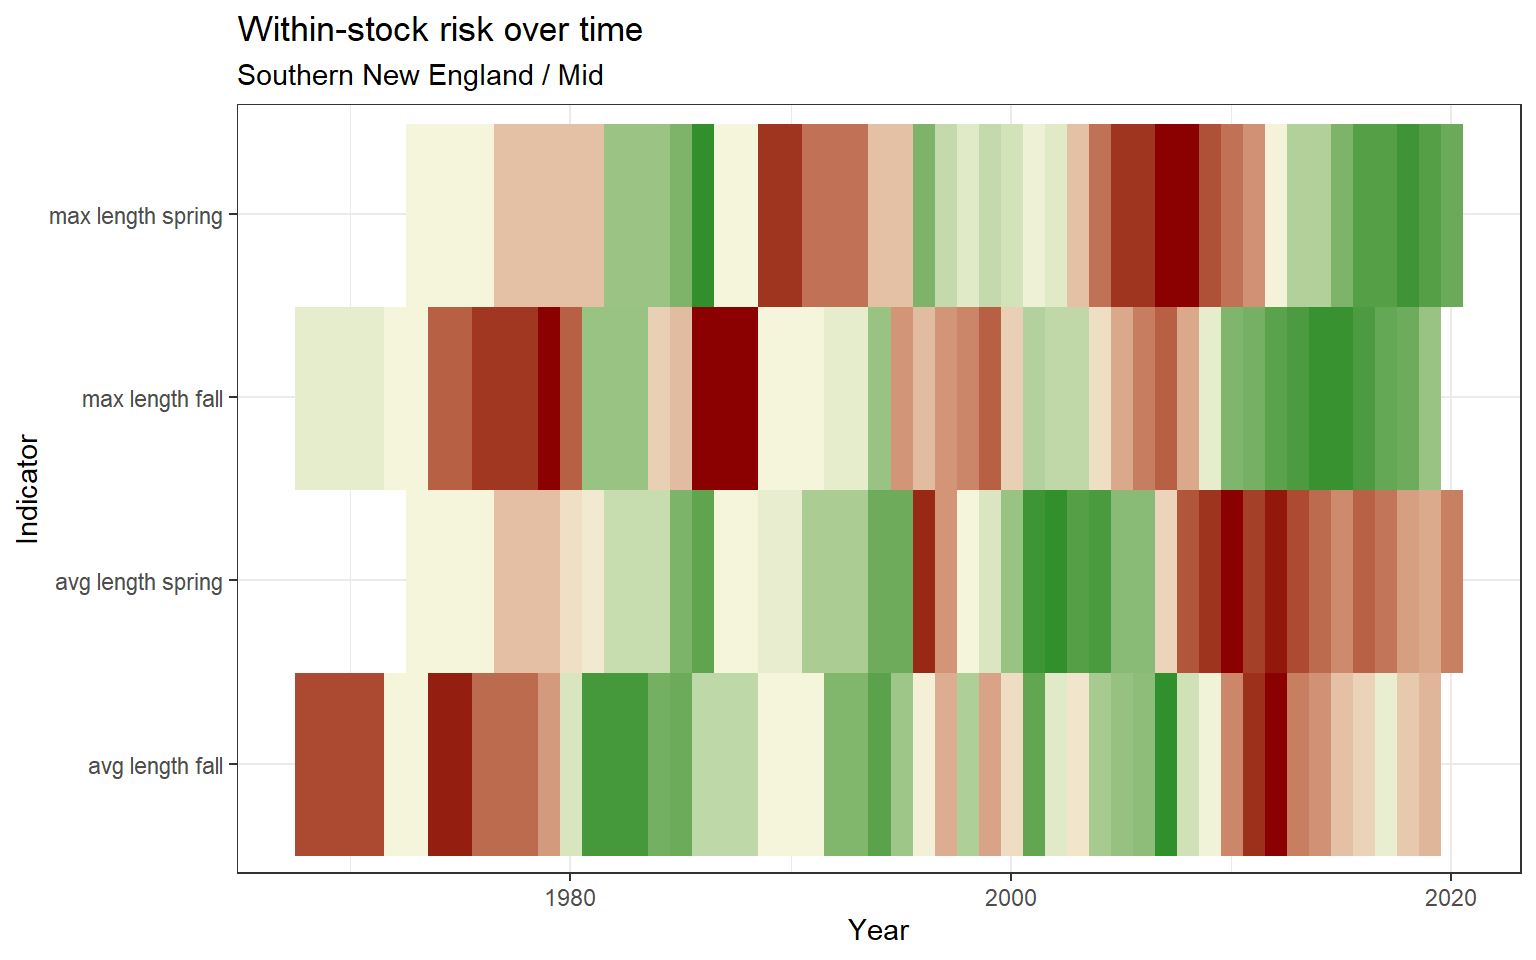 Within-stock risk over time
Southern New England / Mid
max length spring
max length fall
avg length spring
avg length fall
Indicator
1980
2000
2020
Year